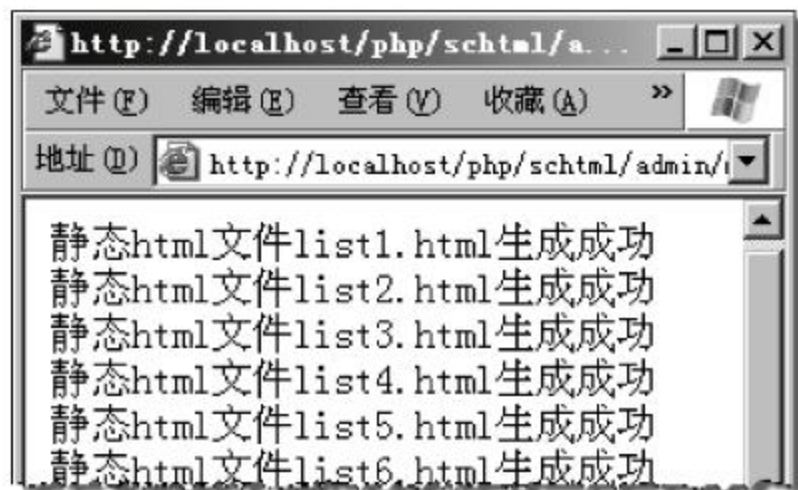 http://localhost/php/schtml/a...
文件(F) 编辑(E) 查看(V) 收藏(A) »
地址(D) http://localhost/php/schtml/admin/
静态html文件list1.html生成成功
静态html文件list2.html生成成功
静态html文件list3.html生成成功
静态html文件list4.html生成成功
静态html文件list5.html生成成功
静态html文件list6.html生成成功